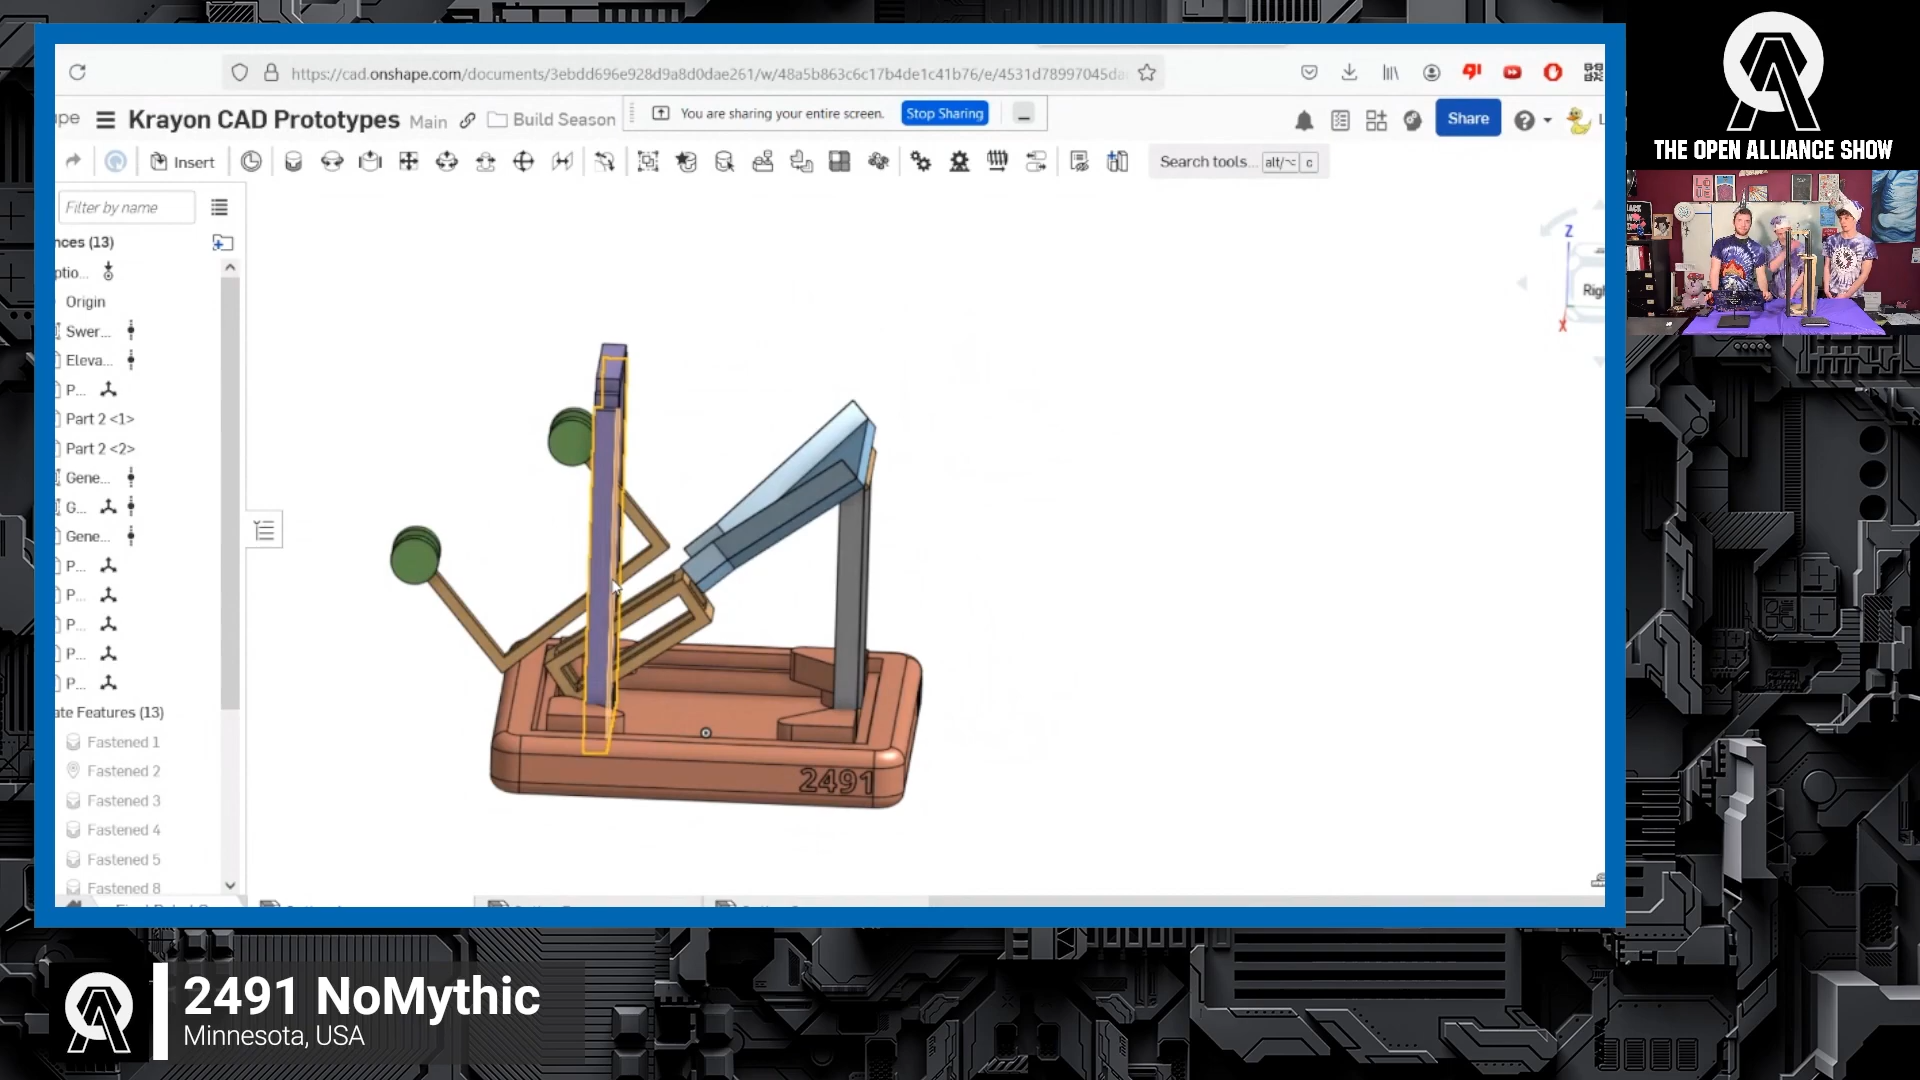 https://cad.onshape.com/documents/3ebdd696e928d9a8d0dae261/w/48a5b863c6c17b4de1c41b76/e/4531d78997045da
pe Krayon CAD Prototypes Main Build Season
You are sharing your entire screen. Stop Sharing
Share
Insert
Search tools... alt/⌥ c
Filter by name
nces (13)
ptio...
Origin
Swer...
Eleva...
P...
Part 2 <1>
Part 2 <2>
Gene...
G...
Gene...
P...
P...
P...
P...
P...
ate Features (13)
Fastened 1
Fastened 2
Fastened 3
Fastened 4
Fastened 5
Fastened 8
Z
Righ
X
2491
THE OPEN ALLIANCE SHOW
2491 NoMythic
Minnesota, USA